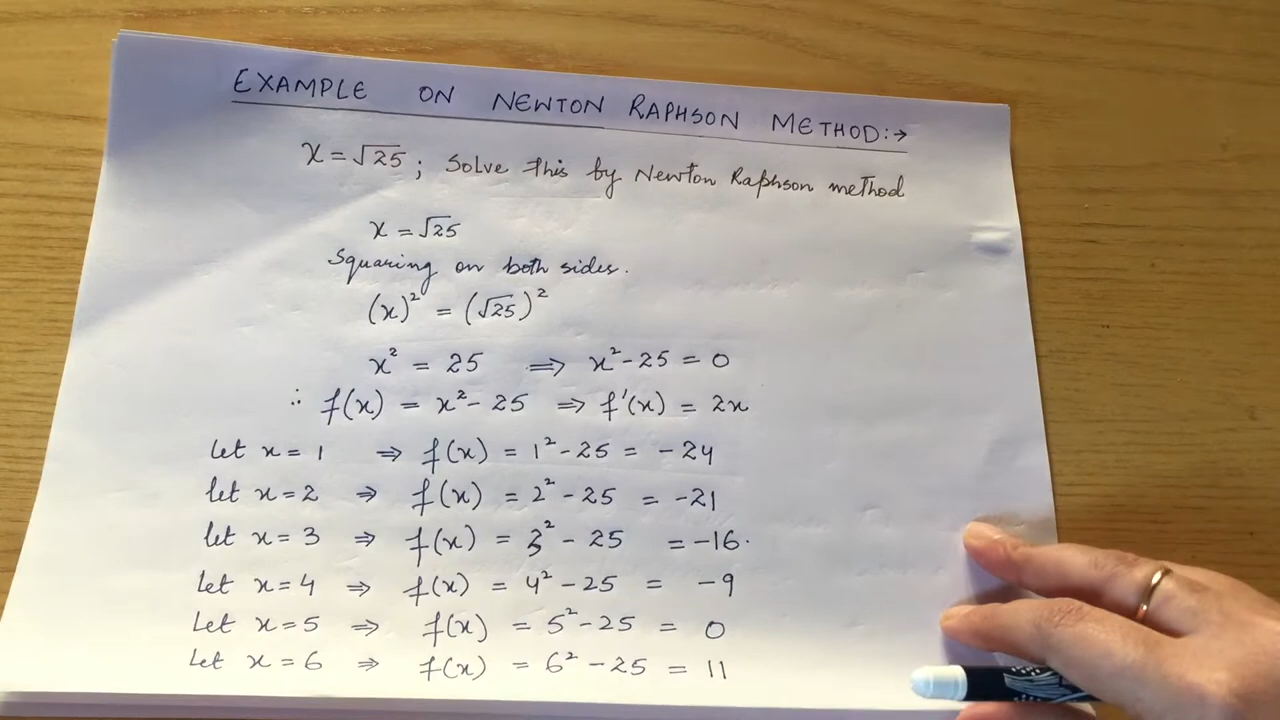 EXAMPLE ON NEWTON RAPHSON METHOD:→
x = √25 ; Solve this by Newton Raphson method
x = √25
Squaring on both sides.
(x)² = (√25)²
x² = 25 ⇒ x² - 25 = 0
∴ f(x) = x² - 25 ⇒ f'(x) = 2x
let x = 1 ⇒ f(x) = 1² - 25 = - 24
let x = 2 ⇒ f(x) = 2² - 25 = -21
let x = 3 ⇒ f(x) = 3² - 25 = -16.
let x = 4 ⇒ f(x) = 4² - 25 = - 9
Let x = 5 ⇒ f(x) = 5² - 25 = 0
Let x = 6 ⇒ f(x) = 6² - 25 = 11